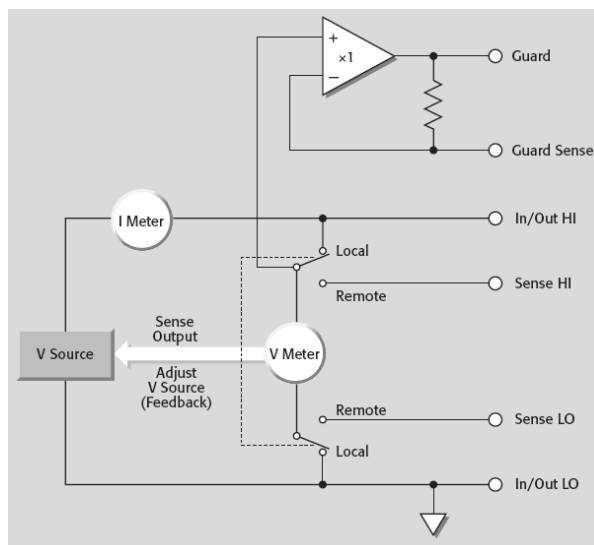 +
×1
−
Guard
Guard Sense
I Meter
In/Out HI
Local
Sense HI
Remote
Sense
Output
V Source
V Meter
Adjust
V Source
(Feedback)
Remote
Sense LO
Local
In/Out LO